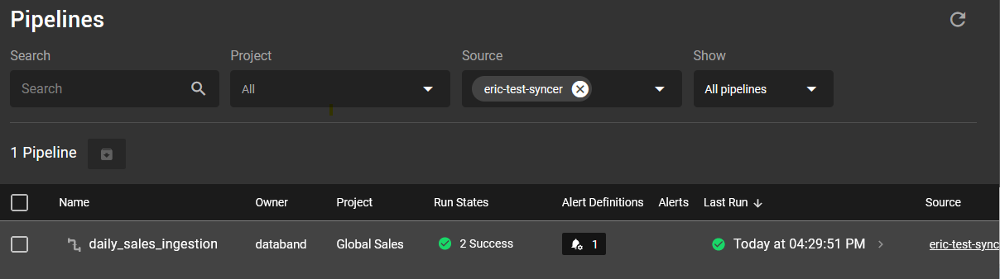 Pipelines
Search Project Source Show
Search All eric-test-syncer All pipelines
1 Pipeline
Name Owner Project Run States Alert Definitions Alerts Last Run Source
daily_sales_ingestion databand Global Sales 2 Success 1 Today at 04:29:51 PM eric-test-sync